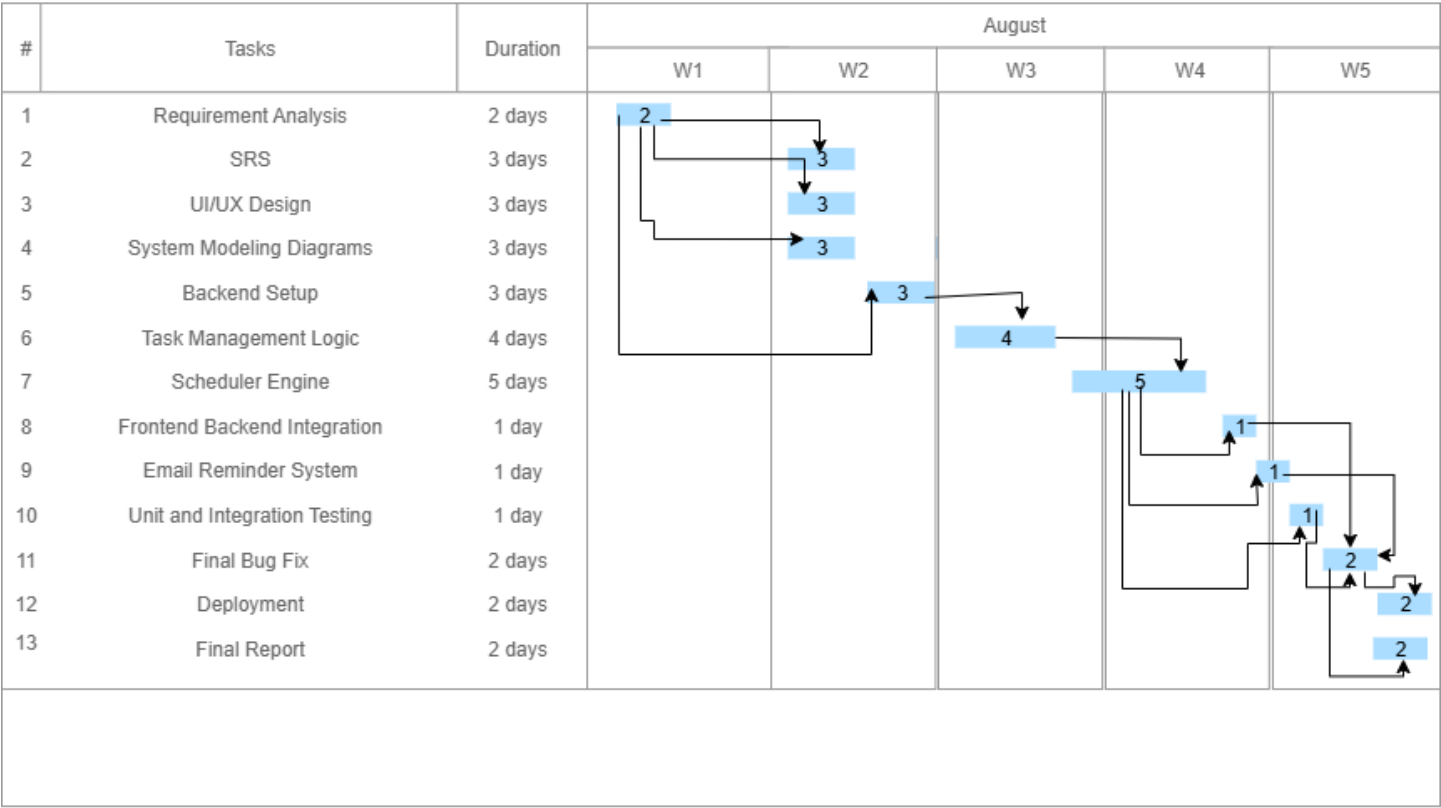 # Tasks Duration August
W1 W2 W3 W4 W5
1 Requirement Analysis 2 days 2
2 SRS 3 days 3
3 UI/UX Design 3 days 3
4 System Modeling Diagrams 3 days 3
5 Backend Setup 3 days 3
6 Task Management Logic 4 days 4
7 Scheduler Engine 5 days 5
8 Frontend Backend Integration 1 day 1
9 Email Reminder System 1 day 1
10 Unit and Integration Testing 1 day 1
11 Final Bug Fix 2 days 2
12 Deployment 2 days 2
13 Final Report 2 days 2